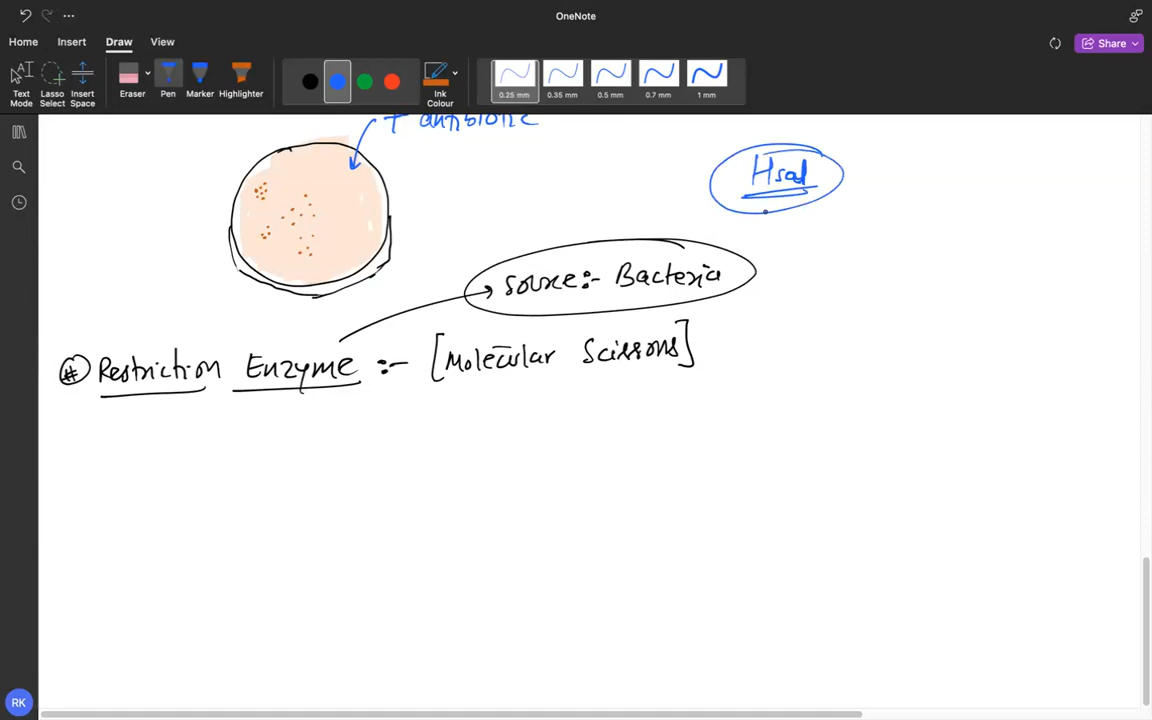 OneNote
Home Insert Draw View
Share
Text Mode
Lasso Select
Insert Space
Eraser
Pen
Marker
Highlighter
Ink Colour
0.25 mm
0.35 mm
0.5 mm
0.7 mm
1 mm
+ antibiotic
Hsad
Source:- Bacteria
# Restriction Enzyme :- [Molecular Scissors]
RK